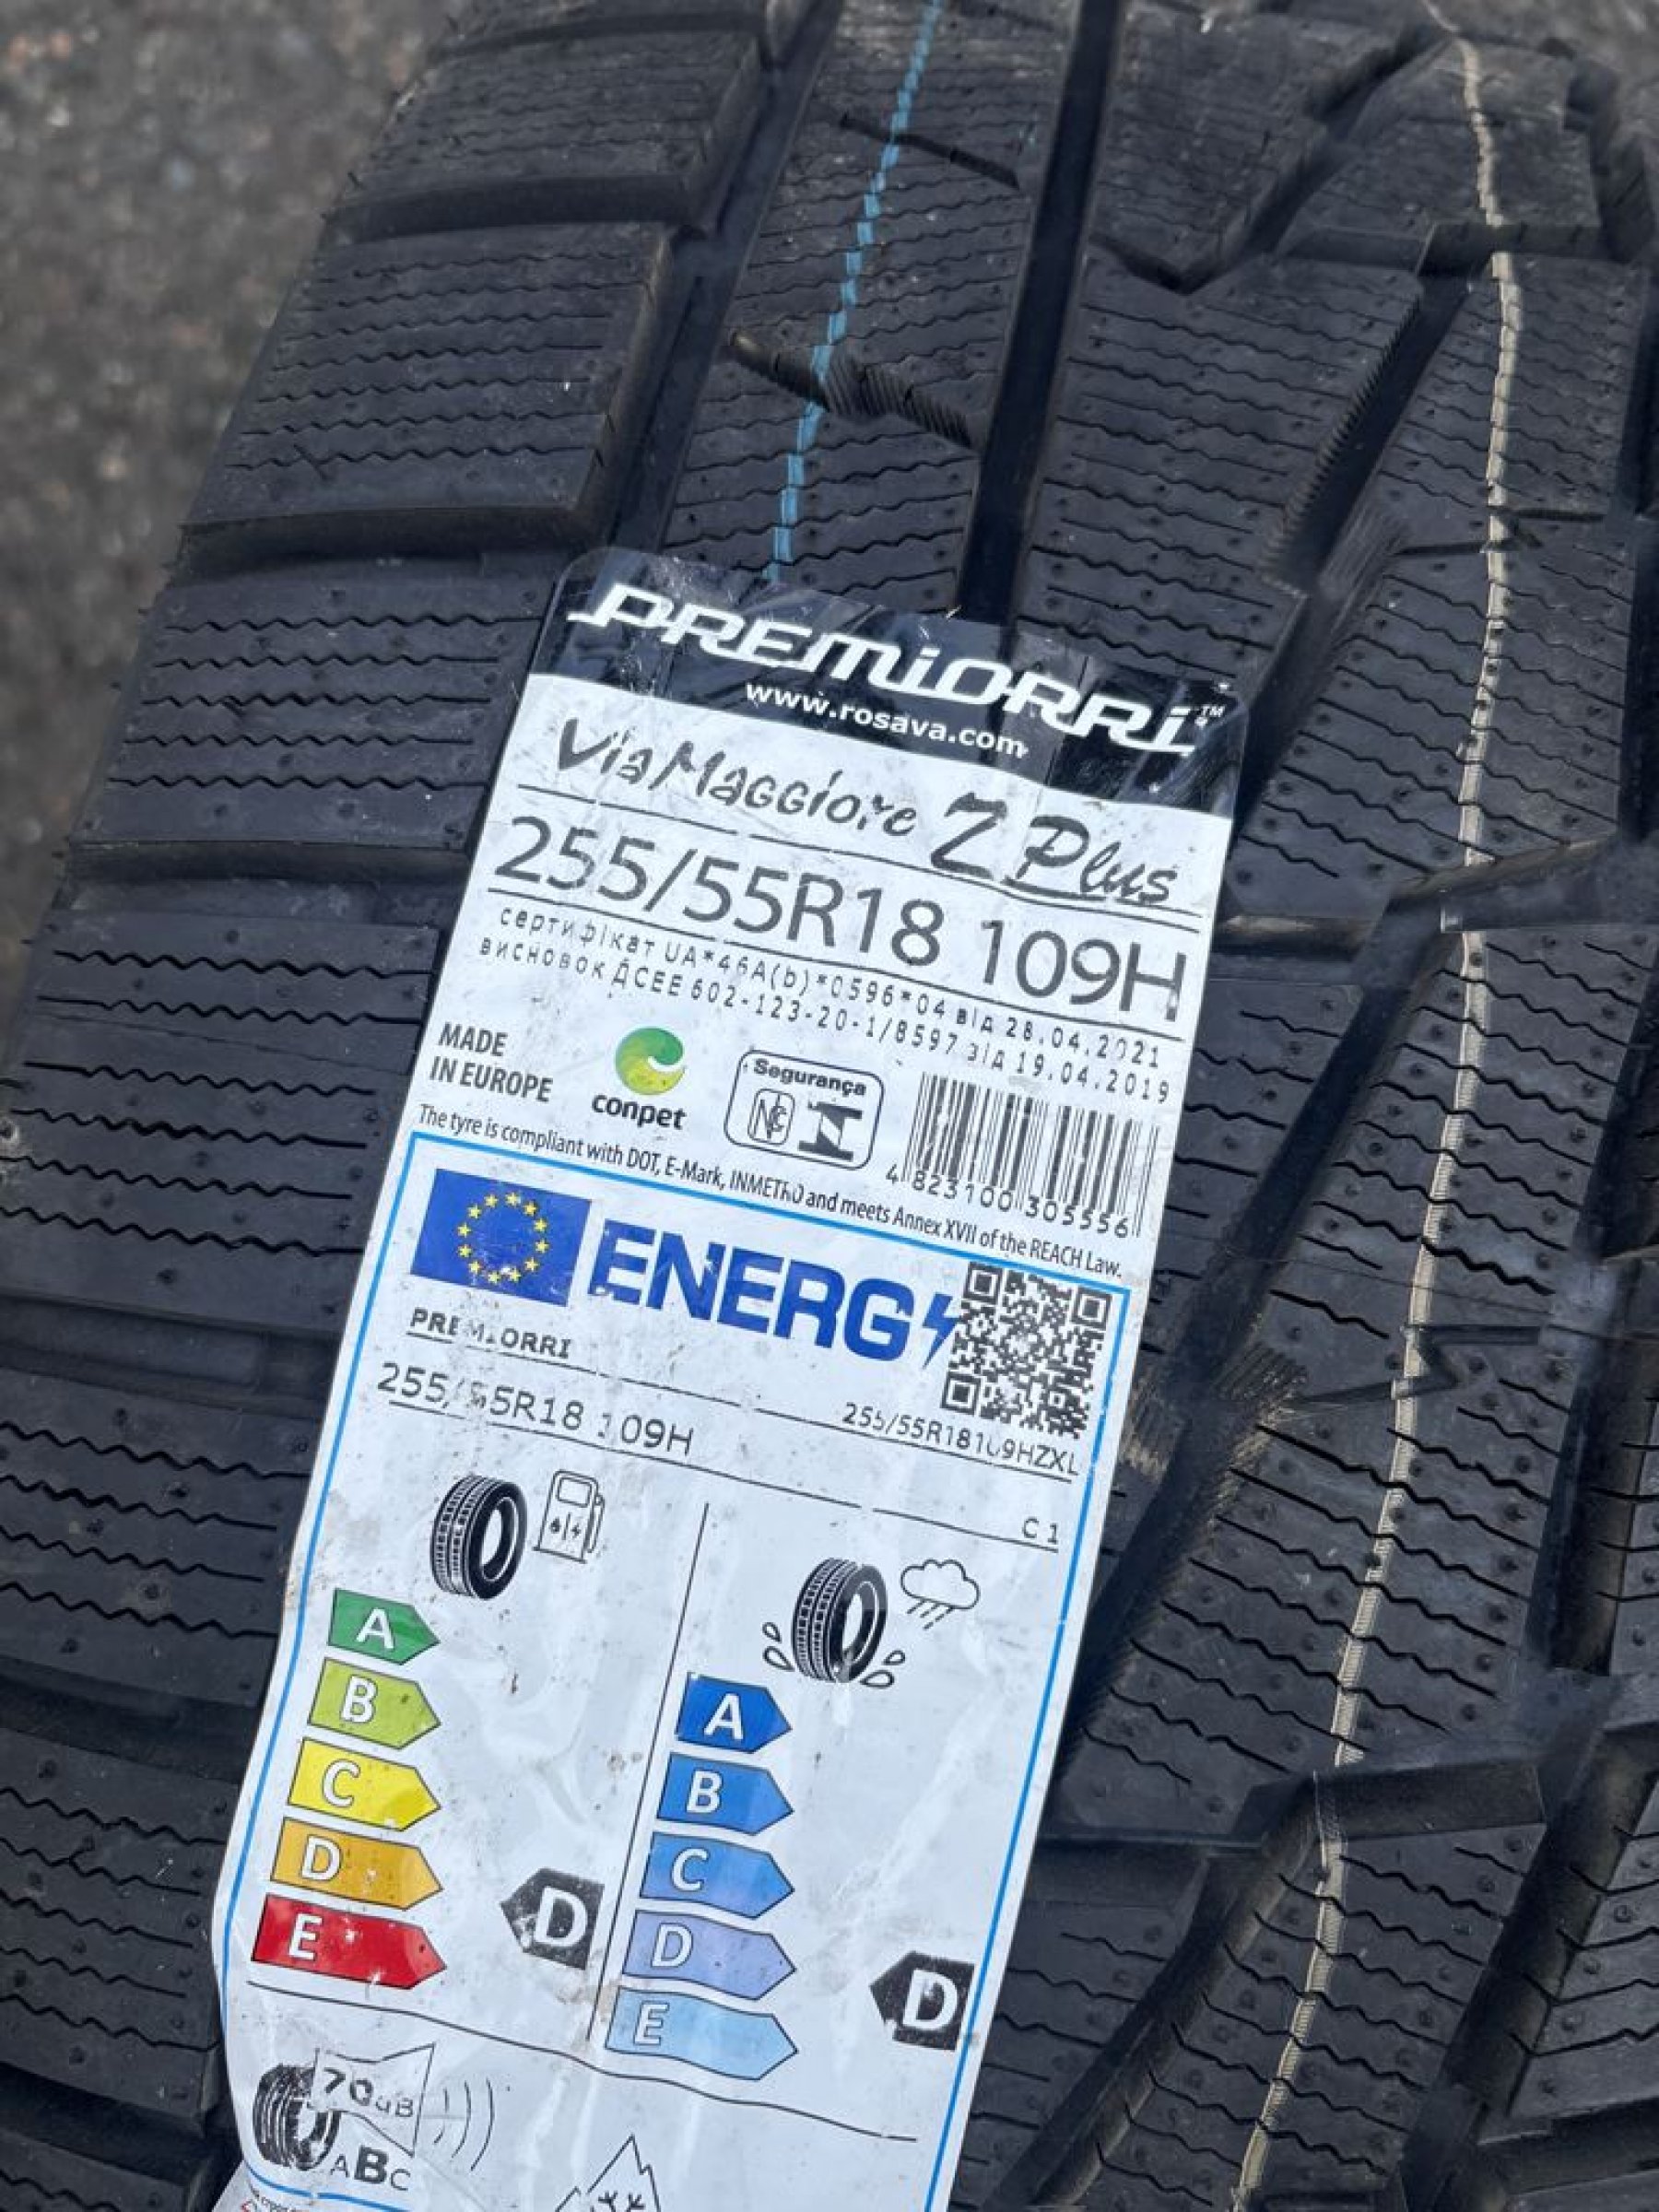 PREMiORRi™
www.rosava.com
ViaMaggiore Z Plus
255/55R18 109H
сертифікат UA*46A(b)*0596*04 від 28.04.2021
висновок ДСЕЕ 602-123-20-1/8597 від 19.04.2019
MADE
IN EUROPE
conpet
Segurança
4 823100 305556
The tyre is compliant with DOT, E-Mark, INMETRO and meets Annex XVII of the REACH Law.
ENERG
PREMIORRI
255/55R18 109H
255/55R18109HZXL
C1
A
B
C
D
E
D
A
B
C
D
E
D
70dB
ABC